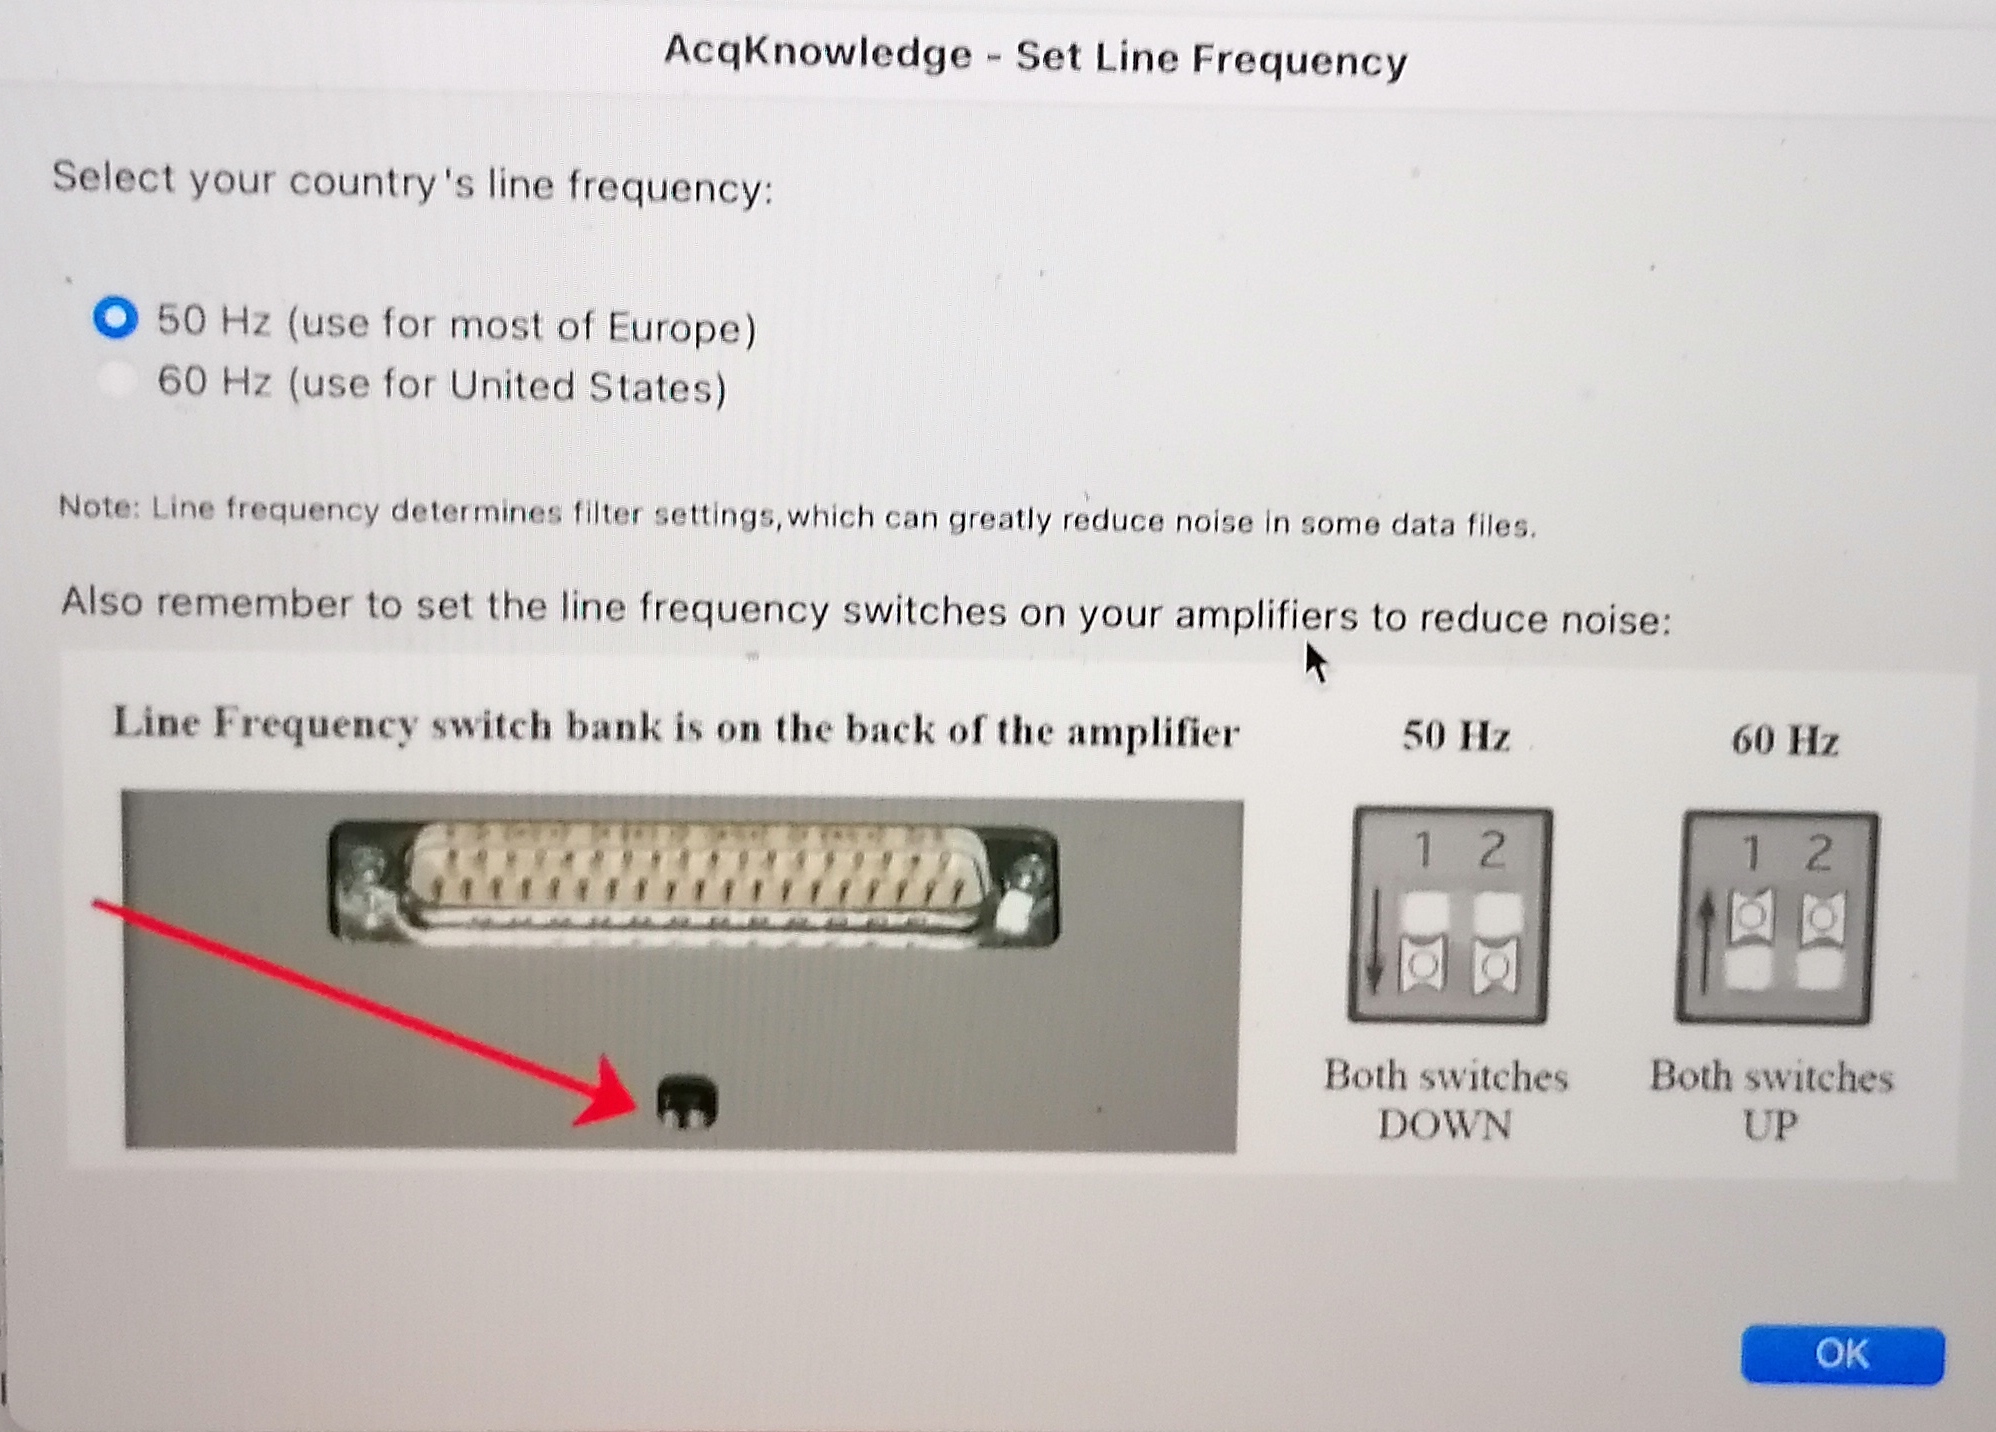 AcqKnowledge - Set Line Frequency
Select your country's line frequency:
50 Hz (use for most of Europe)
60 Hz (use for United States)
Note: Line frequency determines filter settings, which can greatly reduce noise in some data files.
Also remember to set the line frequency switches on your amplifiers to reduce noise:
Line Frequency switch bank is on the back of the amplifier
50 Hz
60 Hz
1 2
1 2
Both switches
DOWN
Both switches
UP
OK